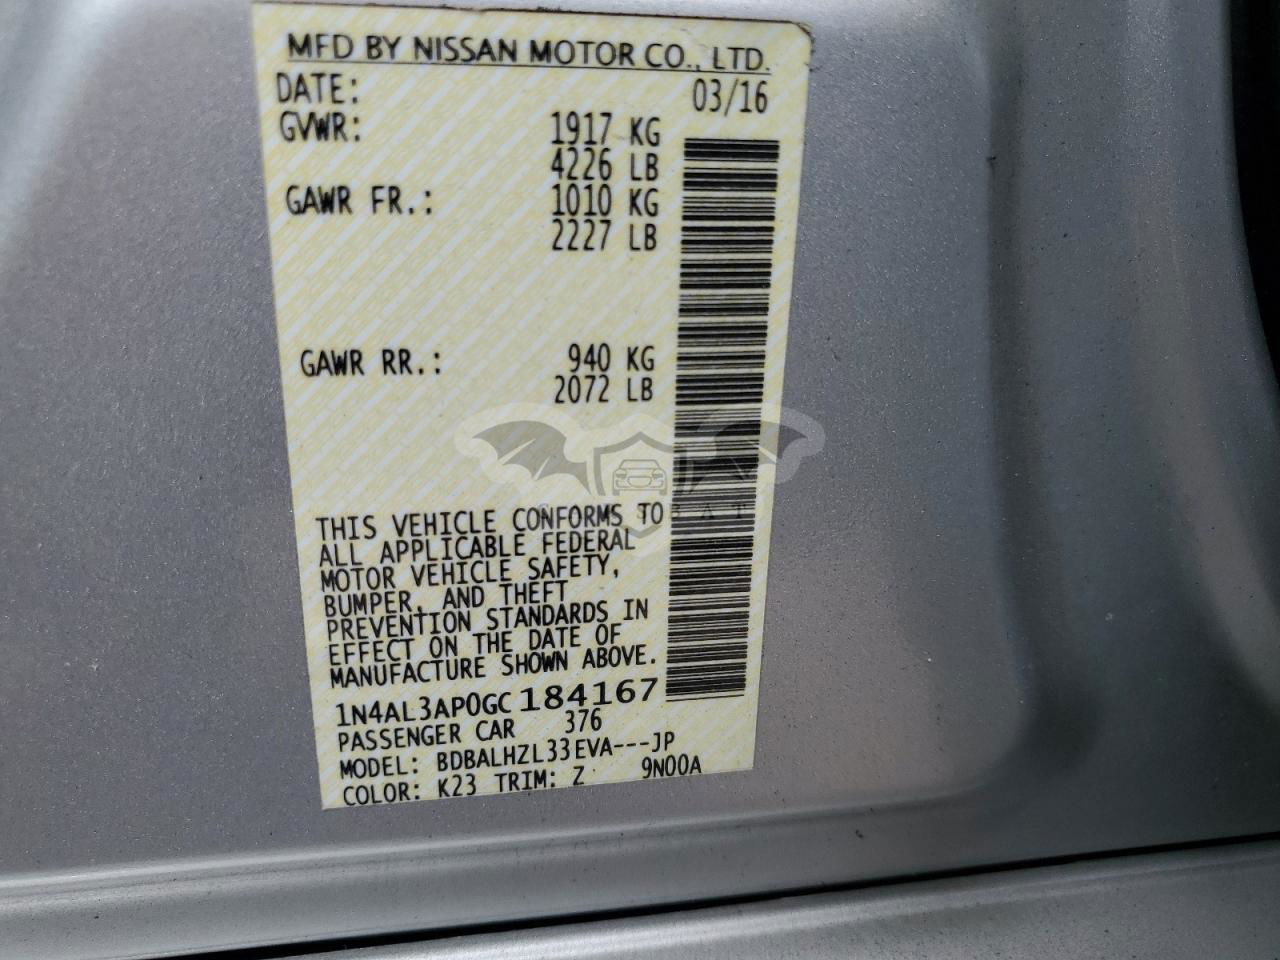 MFD BY NISSAN MOTOR CO., LTD.
DATE: 03/16
GVWR: 1917 KG
4226 LB
GAWR FR.: 1010 KG
2227 LB
GAWR RR.: 940 KG
2072 LB
THIS VEHICLE CONFORMS TO
ALL APPLICABLE FEDERAL
MOTOR VEHICLE SAFETY,
BUMPER, AND THEFT
PREVENTION STANDARDS IN
EFFECT ON THE DATE OF
MANUFACTURE SHOWN ABOVE.
1N4AL3AP0GC184167
PASSENGER CAR 376
MODEL: BDBALHZL33EVA---JP
COLOR: K23 TRIM: Z 9N00A